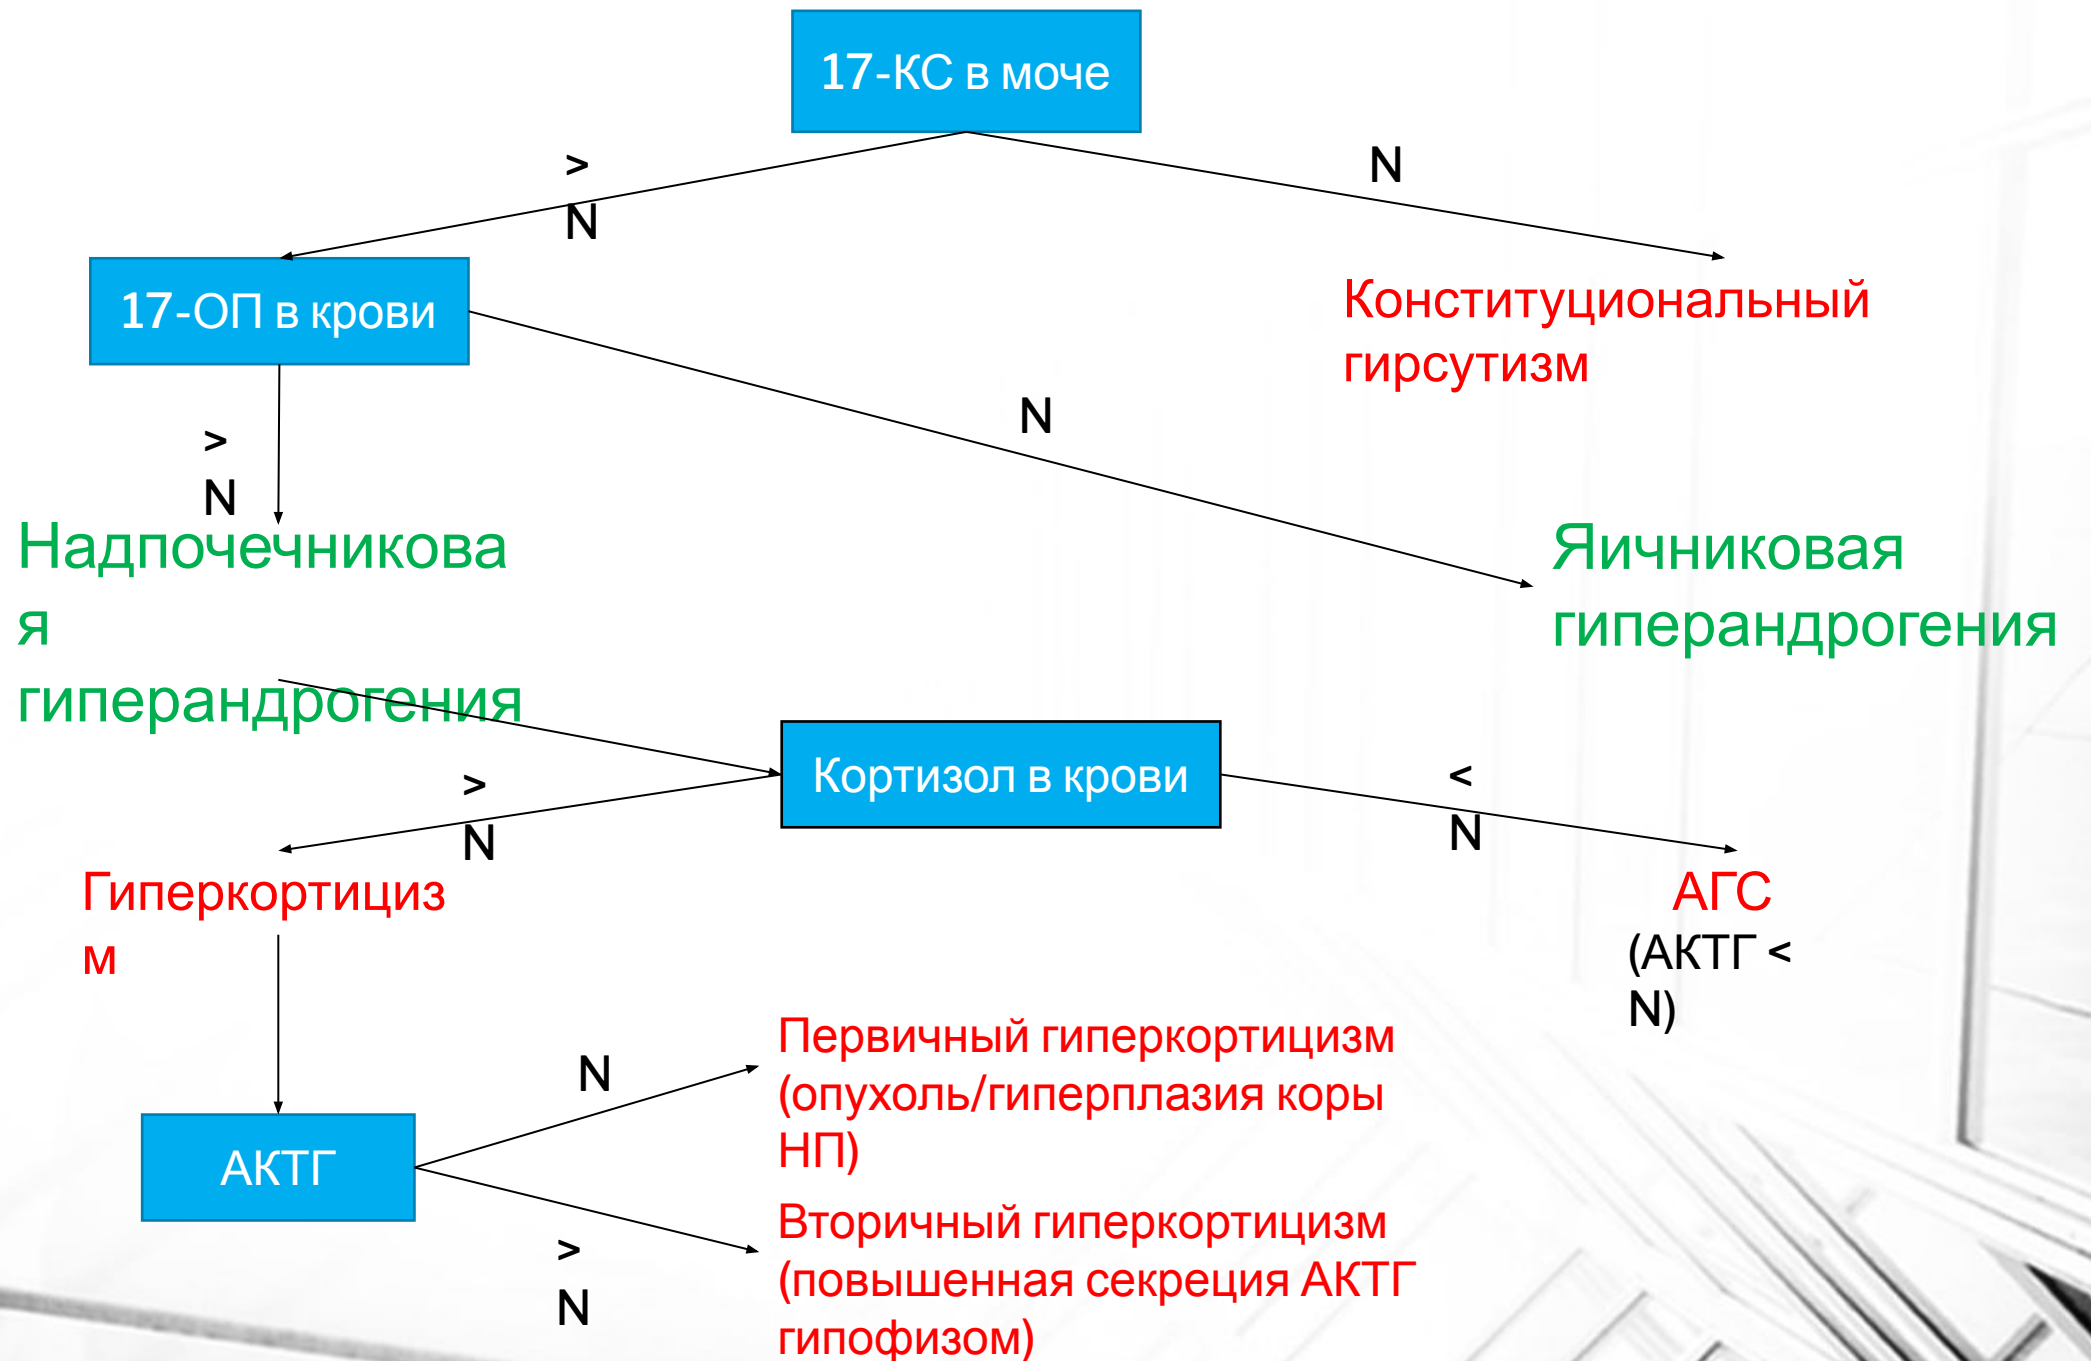 17-КС в моче
>
N
N
17-ОП в крови
Конституциональный
гирсутизм
N
>
N
Надпочечникова
я
гиперандрогения
Яичниковая
гиперандрогения
Кортизол в крови
>
N
<
N
Гиперкортициз
м
АГС
(АКТГ <
N)
N
Первичный гиперкортицизм
(опухоль/гиперплазия коры
НП)
АКТГ
>
N
Вторичный гиперкортицизм
(повышенная секреция АКТГ
гипофизом)